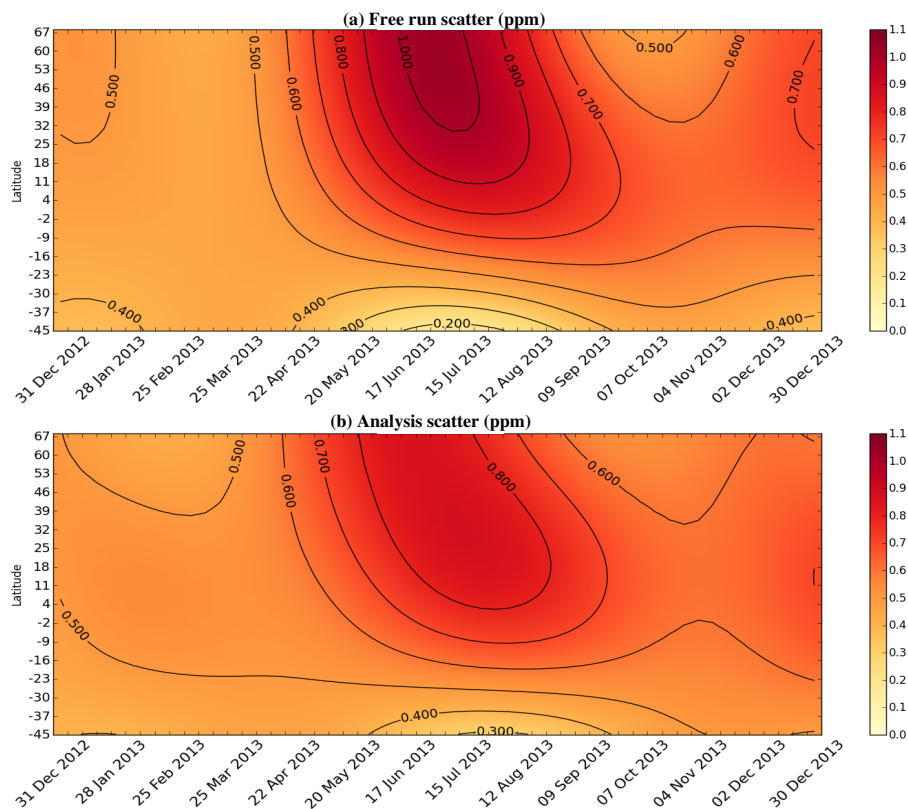 (a) Free run scatter (ppm)
67
60
53
46
39
32
25
18
11
4
-2
-9
-16
-23
-30
-37
-45
Latitude
0.500
0.500
0.600
0.800
1.000
0.900
0.700
0.500
0.600
0.700
0.400
0.400
0.200
0.400
31 Dec 2012
28 Jan 2013
25 Feb 2013
25 Mar 2013
22 Apr 2013
20 May 2013
17 Jun 2013
15 Jul 2013
12 Aug 2013
09 Sep 2013
07 Oct 2013
04 Nov 2013
02 Dec 2013
30 Dec 2013
1.1
1.0
0.9
0.8
0.7
0.6
0.5
0.4
0.3
0.2
0.1
0.0
(b) Analysis scatter (ppm)
67
60
53
46
39
32
25
18
11
4
-2
-9
-16
-23
-30
-37
-45
Latitude
0.500
0.600
0.700
0.800
0.600
0.500
0.400
0.300
31 Dec 2012
28 Jan 2013
25 Feb 2013
25 Mar 2013
22 Apr 2013
20 May 2013
17 Jun 2013
15 Jul 2013
12 Aug 2013
09 Sep 2013
07 Oct 2013
04 Nov 2013
02 Dec 2013
30 Dec 2013
1.1
1.0
0.9
0.8
0.7
0.6
0.5
0.4
0.3
0.2
0.1
0.0